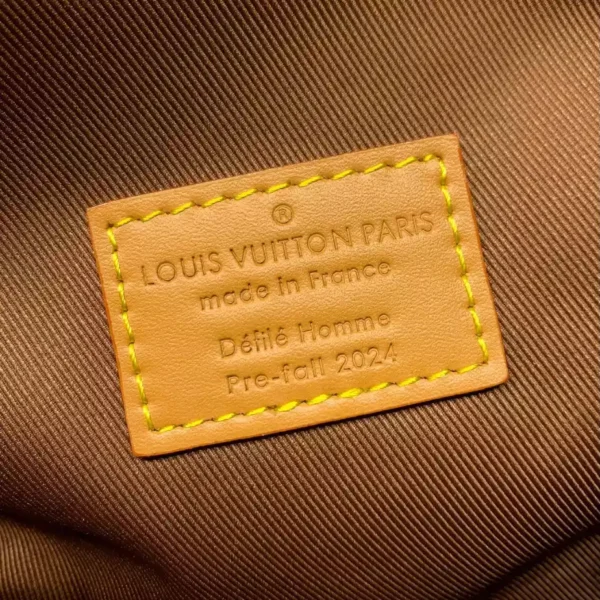 ®
LOUIS VUITTON PARIS
made in France
Défilé Homme
Pre-fall 2024